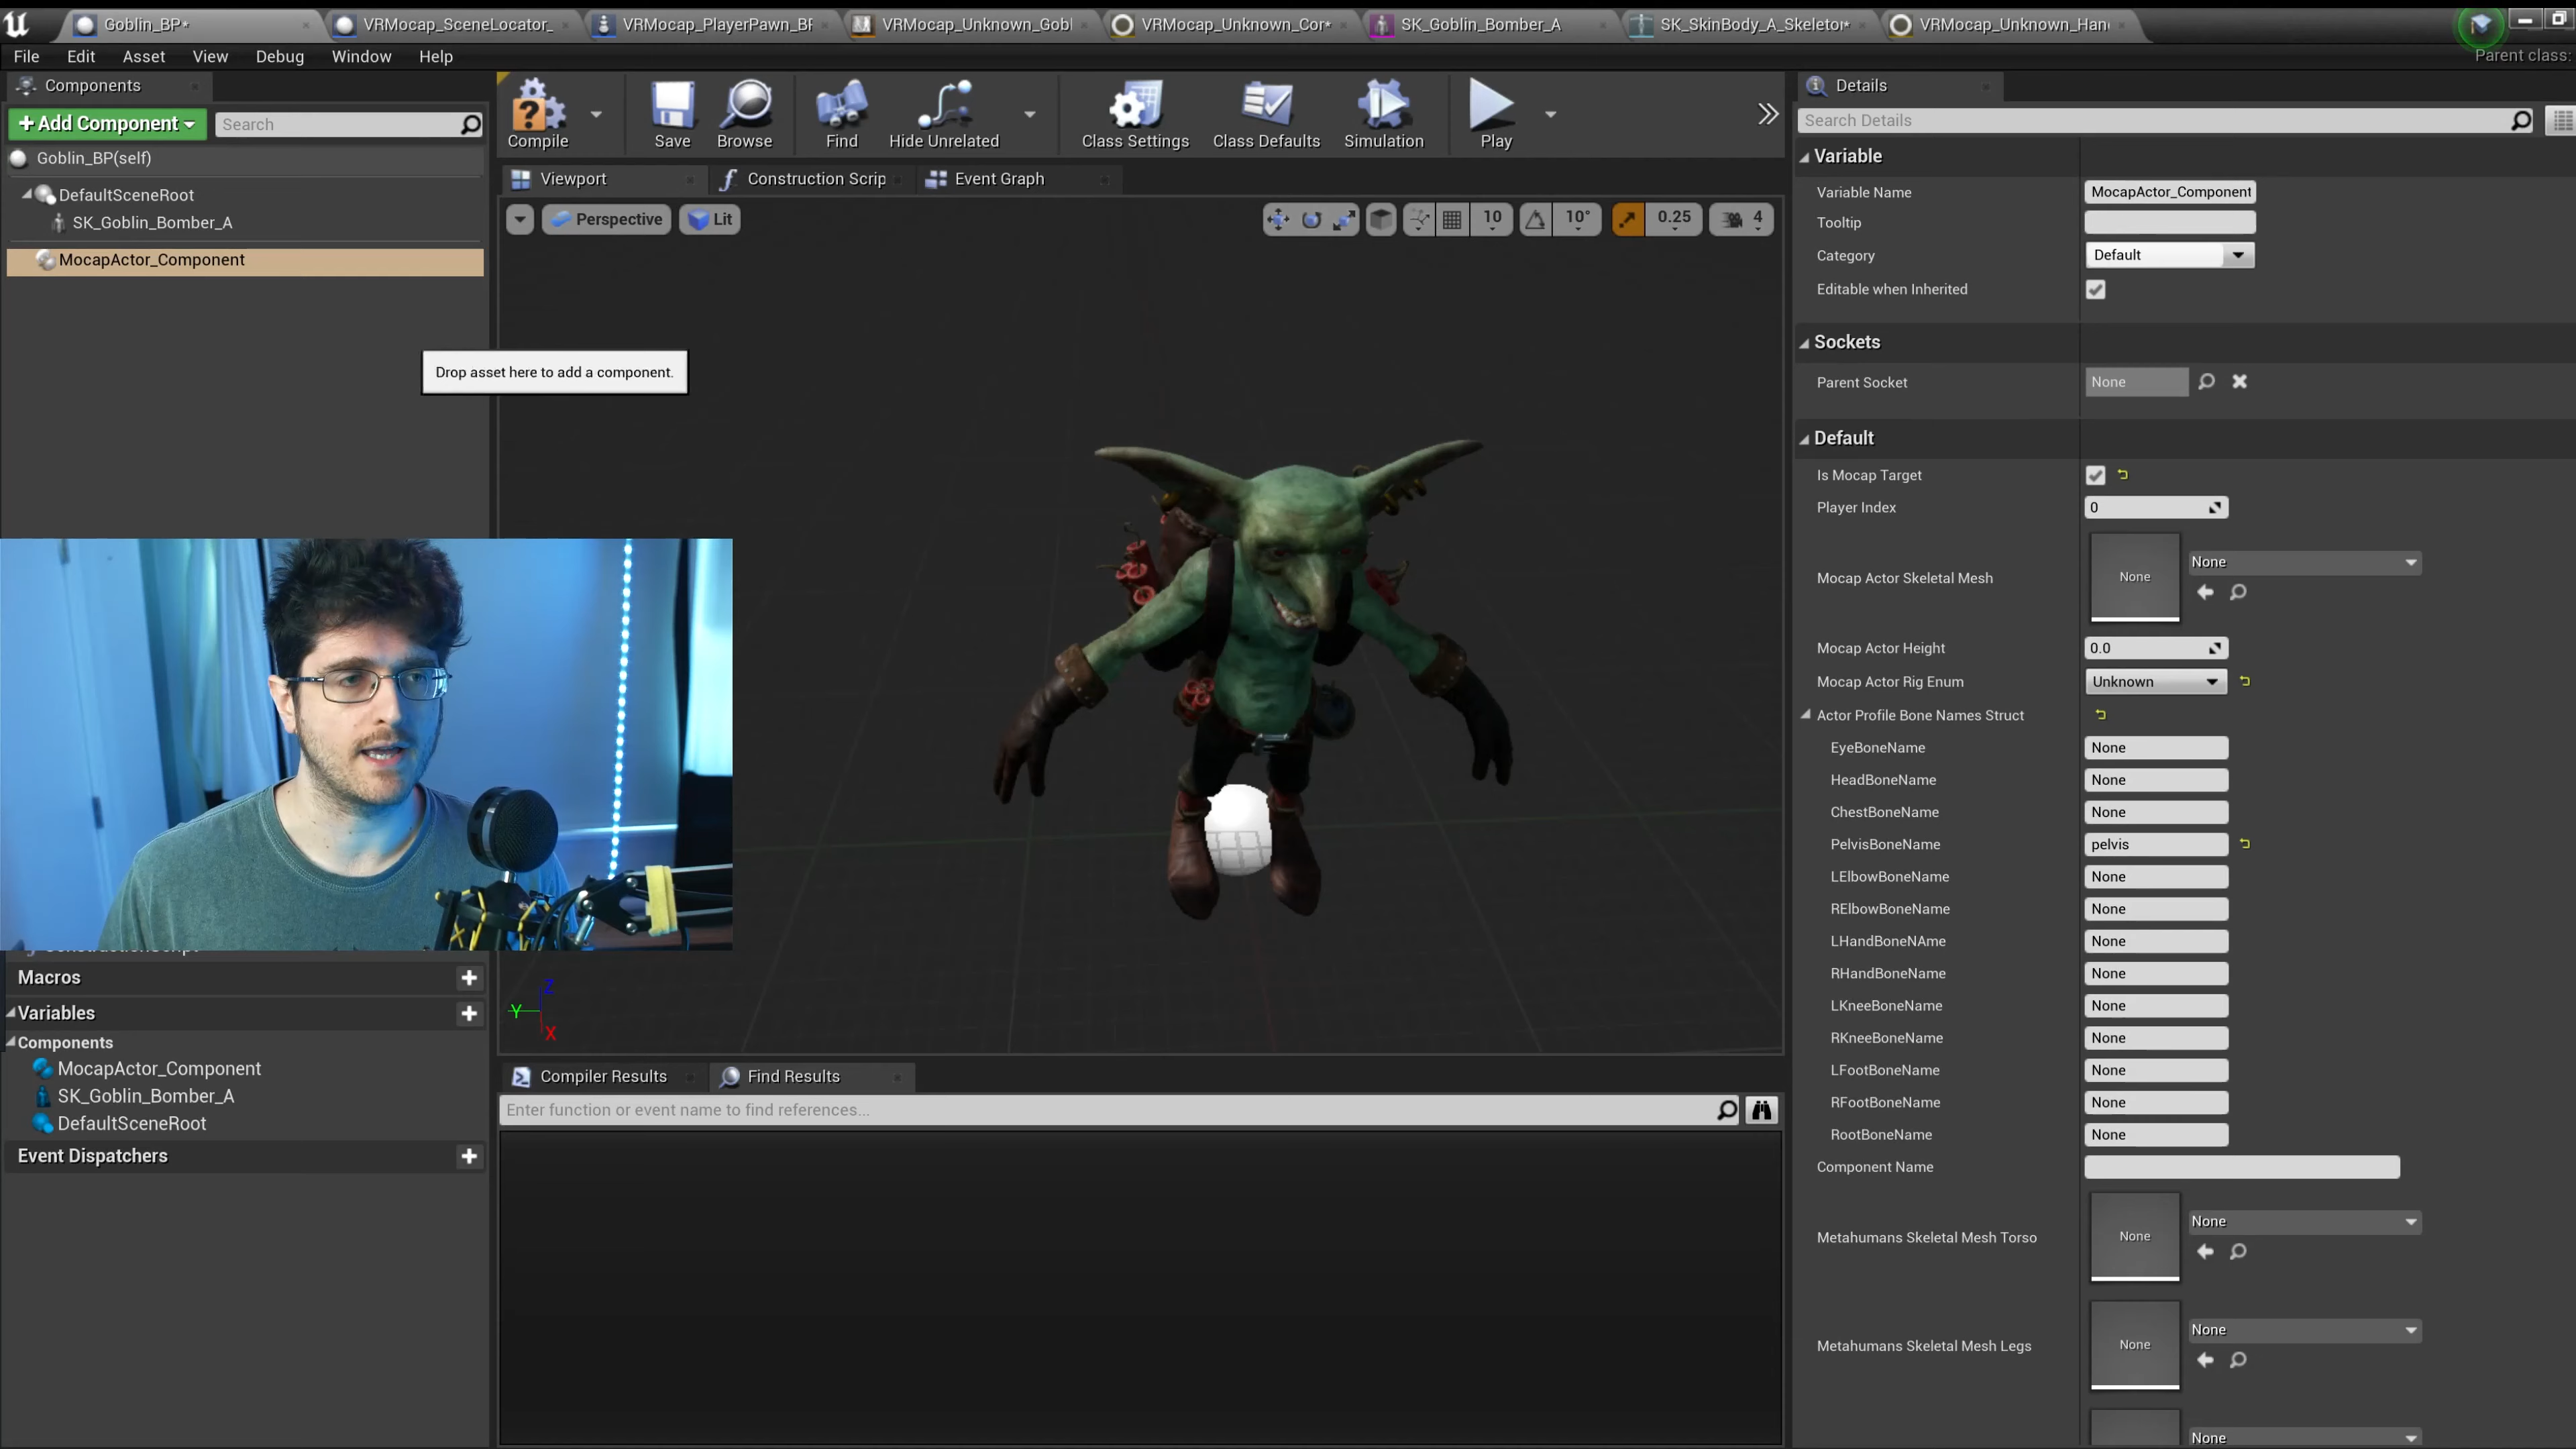 Goblin_BP*
VRMocap_SceneLocator_
VRMocap_PlayerPawn_BP
VRMocap_Unknown_Gobl
VRMocap_Unknown_Cor*
SK_Goblin_Bomber_A
SK_SkinBody_A_Skeletor*
VRMocap_Unknown_Han
File Edit Asset View Debug Window Help
Parent class:
Components
Add Component
Search
Goblin_BP(self)
DefaultSceneRoot
SK_Goblin_Bomber_A
MocapActor_Component
Drop asset here to add a component.
Macros
Variables
Components
MocapActor_Component
SK_Goblin_Bomber_A
DefaultSceneRoot
Event Dispatchers
Compile
Save
Browse
Find
Hide Unrelated
Class Settings
Class Defaults
Simulation
Play
Viewport
Construction Scrip
Event Graph
Perspective
Lit
10
10°
0.25
4
Z
Y
X
Compiler Results
Find Results
Enter function or event name to find references...
Details
Search Details
Variable
Variable Name MocapActor_Component
Tooltip
Category Default
Editable when Inherited
Sockets
Parent Socket None
Default
Is Mocap Target
Player Index 0
Mocap Actor Skeletal Mesh None None
Mocap Actor Height 0.0
Mocap Actor Rig Enum Unknown
Actor Profile Bone Names Struct
EyeBoneName None
HeadBoneName None
ChestBoneName None
PelvisBoneName pelvis
LElbowBoneName None
RElbowBoneName None
LHandBoneNAme None
RHandBoneName None
LKneeBoneName None
RKneeBoneName None
LFootBoneName None
RFootBoneName None
RootBoneName None
Component Name
Metahumans Skeletal Mesh Torso None None
Metahumans Skeletal Mesh Legs None None
None